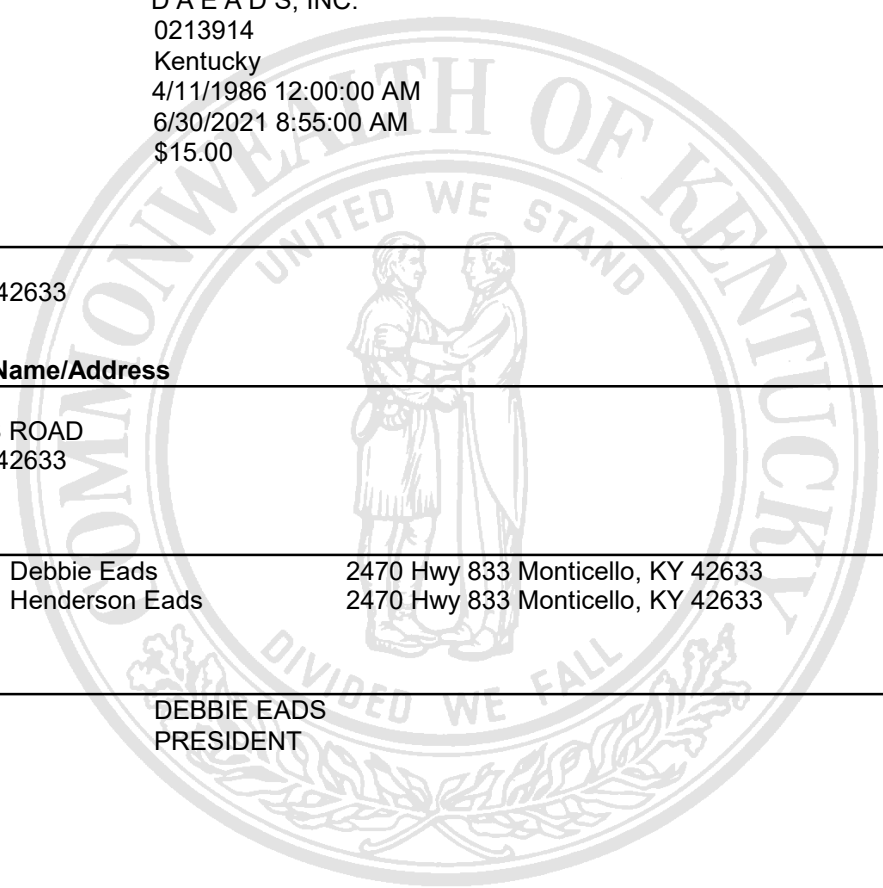 D A E A D S, INC.
0213914
Kentucky
4/11/1986 12:00:00 AM
6/30/2021 8:55:00 AM
$15.00
42633
Name/Address
ROAD
42633
Debbie Eads 2470 Hwy 833 Monticello, KY 42633
Henderson Eads 2470 Hwy 833 Monticello, KY 42633
DEBBIE EADS
PRESIDENT
COMMONWEALTH OF KENTUCKY
UNITED WE STAND
DIVIDED WE FALL